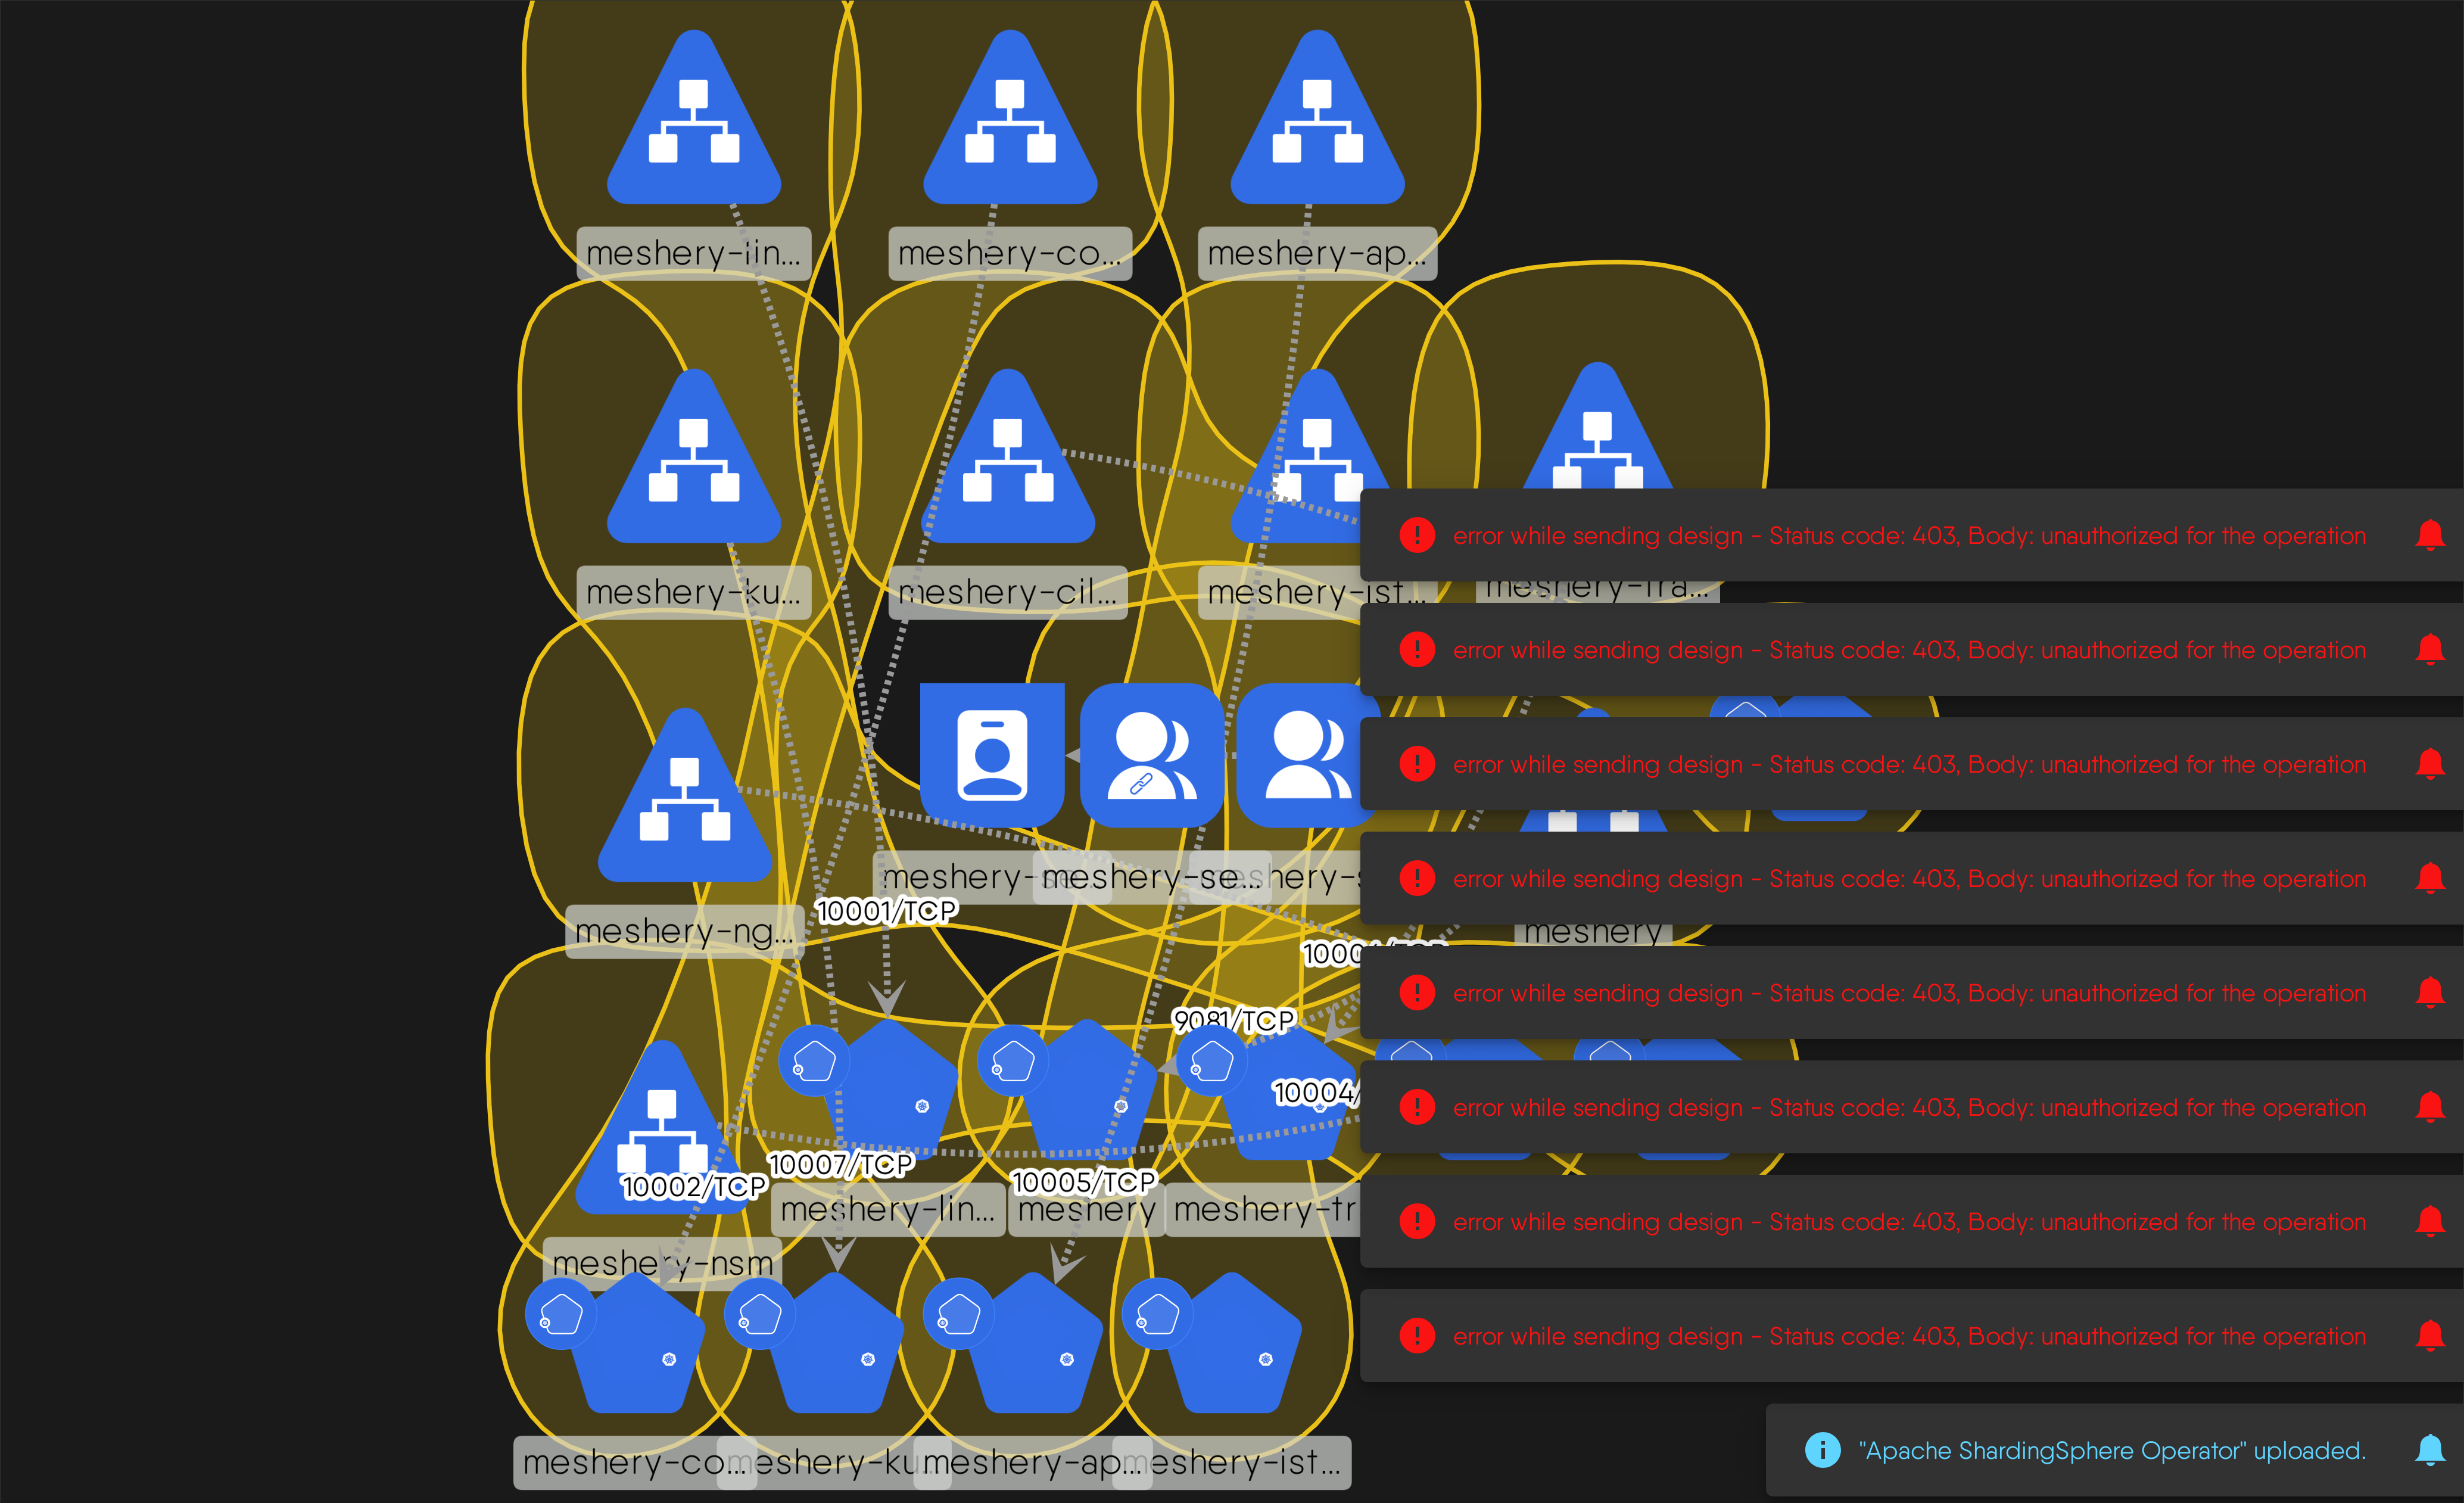 meshery-lin...
meshery-co...
meshery-ap...
meshery-ku...
meshery-cil...
meshery-ist...
meshery-tra...
error while sending design - Status code: 403, Body: unauthorized for the operation
error while sending design - Status code: 403, Body: unauthorized for the operation
error while sending design - Status code: 403, Body: unauthorized for the operation
error while sending design - Status code: 403, Body: unauthorized for the operation
error while sending design - Status code: 403, Body: unauthorized for the operation
error while sending design - Status code: 403, Body: unauthorized for the operation
error while sending design - Status code: 403, Body: unauthorized for the operation
error while sending design - Status code: 403, Body: unauthorized for the operation
meshery-se...
meshery-ng...
meshery
10001/TCP
9081/TCP
10004/
10007/TCP
10002/TCP
10005/TCP
meshery-lin...
meshery
meshery-tr
meshery-nsm
meshery-co...
meshery-ku...
meshery-ap...
meshery-ist...
"Apache ShardingSphere Operator" uploaded.